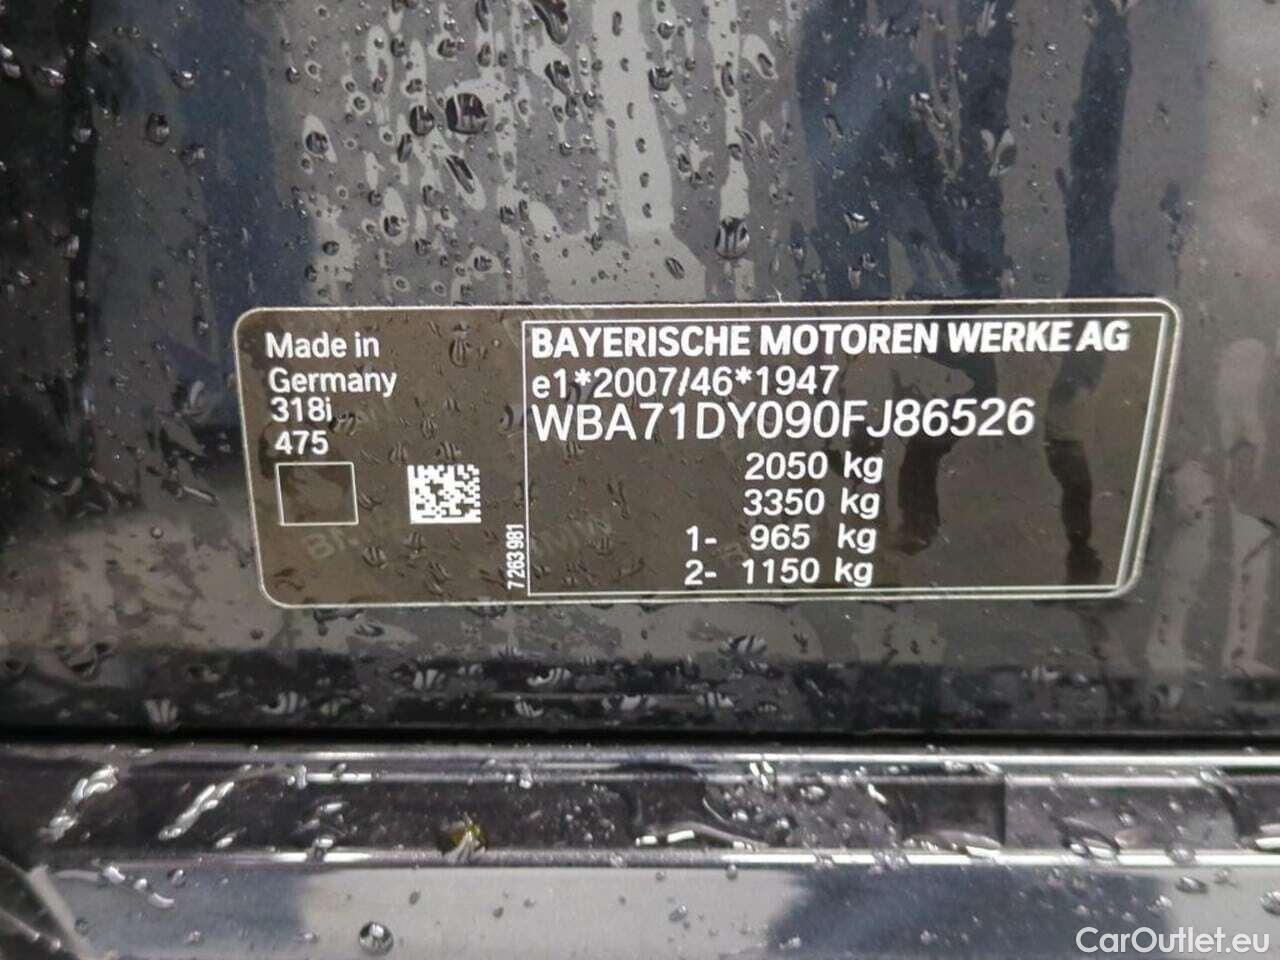 Made in
Germany
318i
475
7 263 981
BAYERISCHE MOTOREN WERKE AG
e1*2007/46*1947
WBA71DY090FJ86526
2050 kg
3350 kg
1- 965 kg
2- 1150 kg
CarOutlet.eu